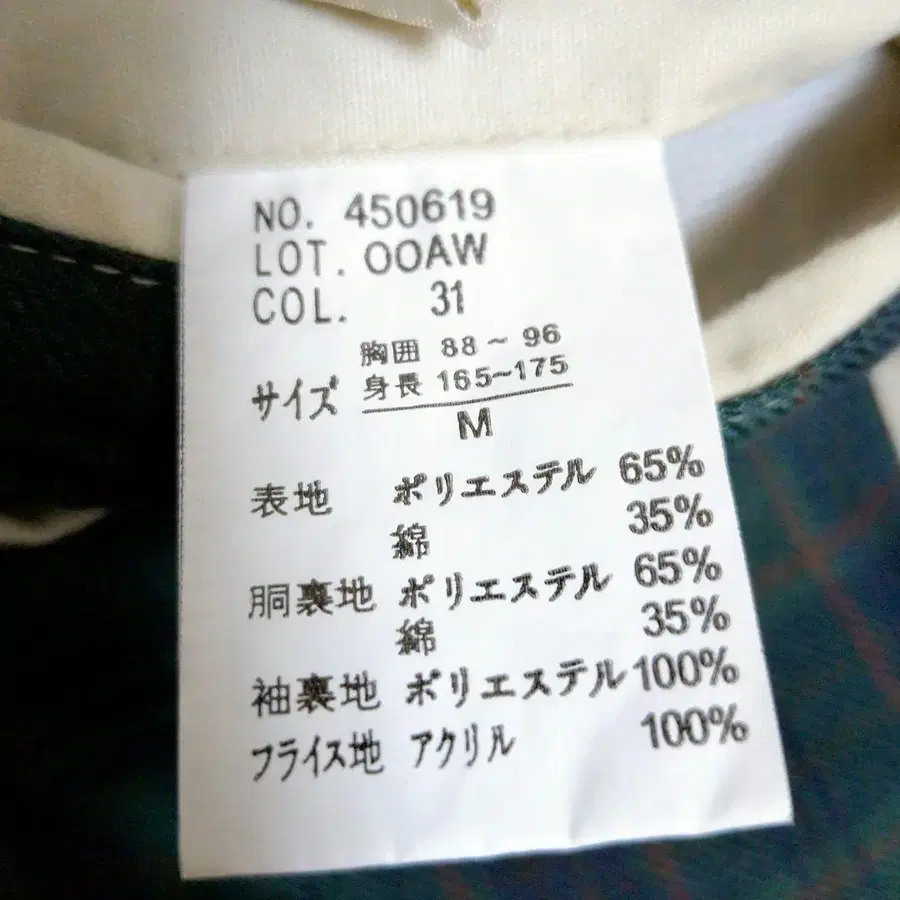 NO. 450619
LOT. OOAW
COL. 31
胸囲 88~96
サイズ 身長 165~175
M
表地 ポリエステル 65%
綿 35%
胴裏地 ポリエステル 65%
綿 35%
袖裏地 ポリエステル 100%
フライス地 アクリル 100%